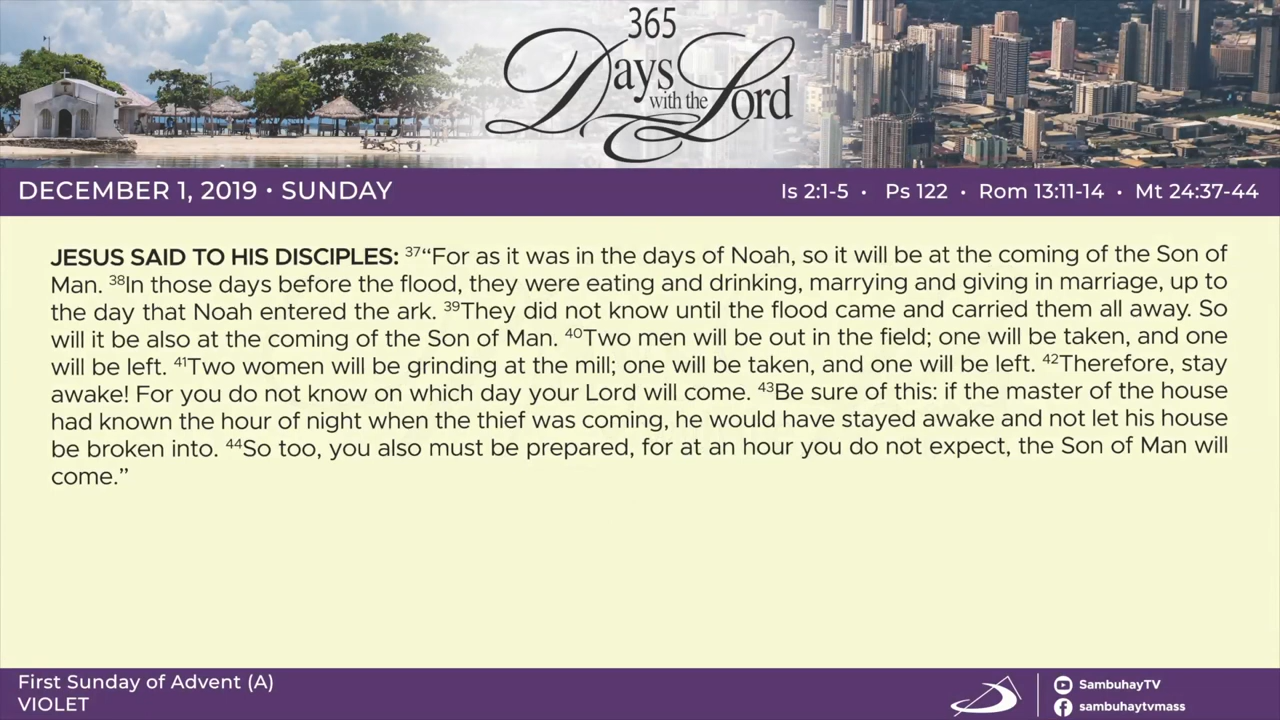 365
Days
with the
Lord
DECEMBER 1, 2019 • SUNDAY
Is 2:1-5 • Ps 122 • Rom 13:11-14 • Mt 24:37-44
JESUS SAID TO HIS DISCIPLES: ³⁷“For as it was in the days of Noah, so it will be at the coming of the Son of
Man. ³⁸In those days before the flood, they were eating and drinking, marrying and giving in marriage, up to
the day that Noah entered the ark. ³⁹They did not know until the flood came and carried them all away. So
will it be also at the coming of the Son of Man. ⁴⁰Two men will be out in the field; one will be taken, and one
will be left. ⁴¹Two women will be grinding at the mill; one will be taken, and one will be left. ⁴²Therefore, stay
awake! For you do not know on which day your Lord will come. ⁴³Be sure of this: if the master of the house
had known the hour of night when the thief was coming, he would have stayed awake and not let his house
be broken into. ⁴⁴So too, you also must be prepared, for at an hour you do not expect, the Son of Man will
come.”
First Sunday of Advent (A)
VIOLET
SambuhayTV
sambuhaytvmass